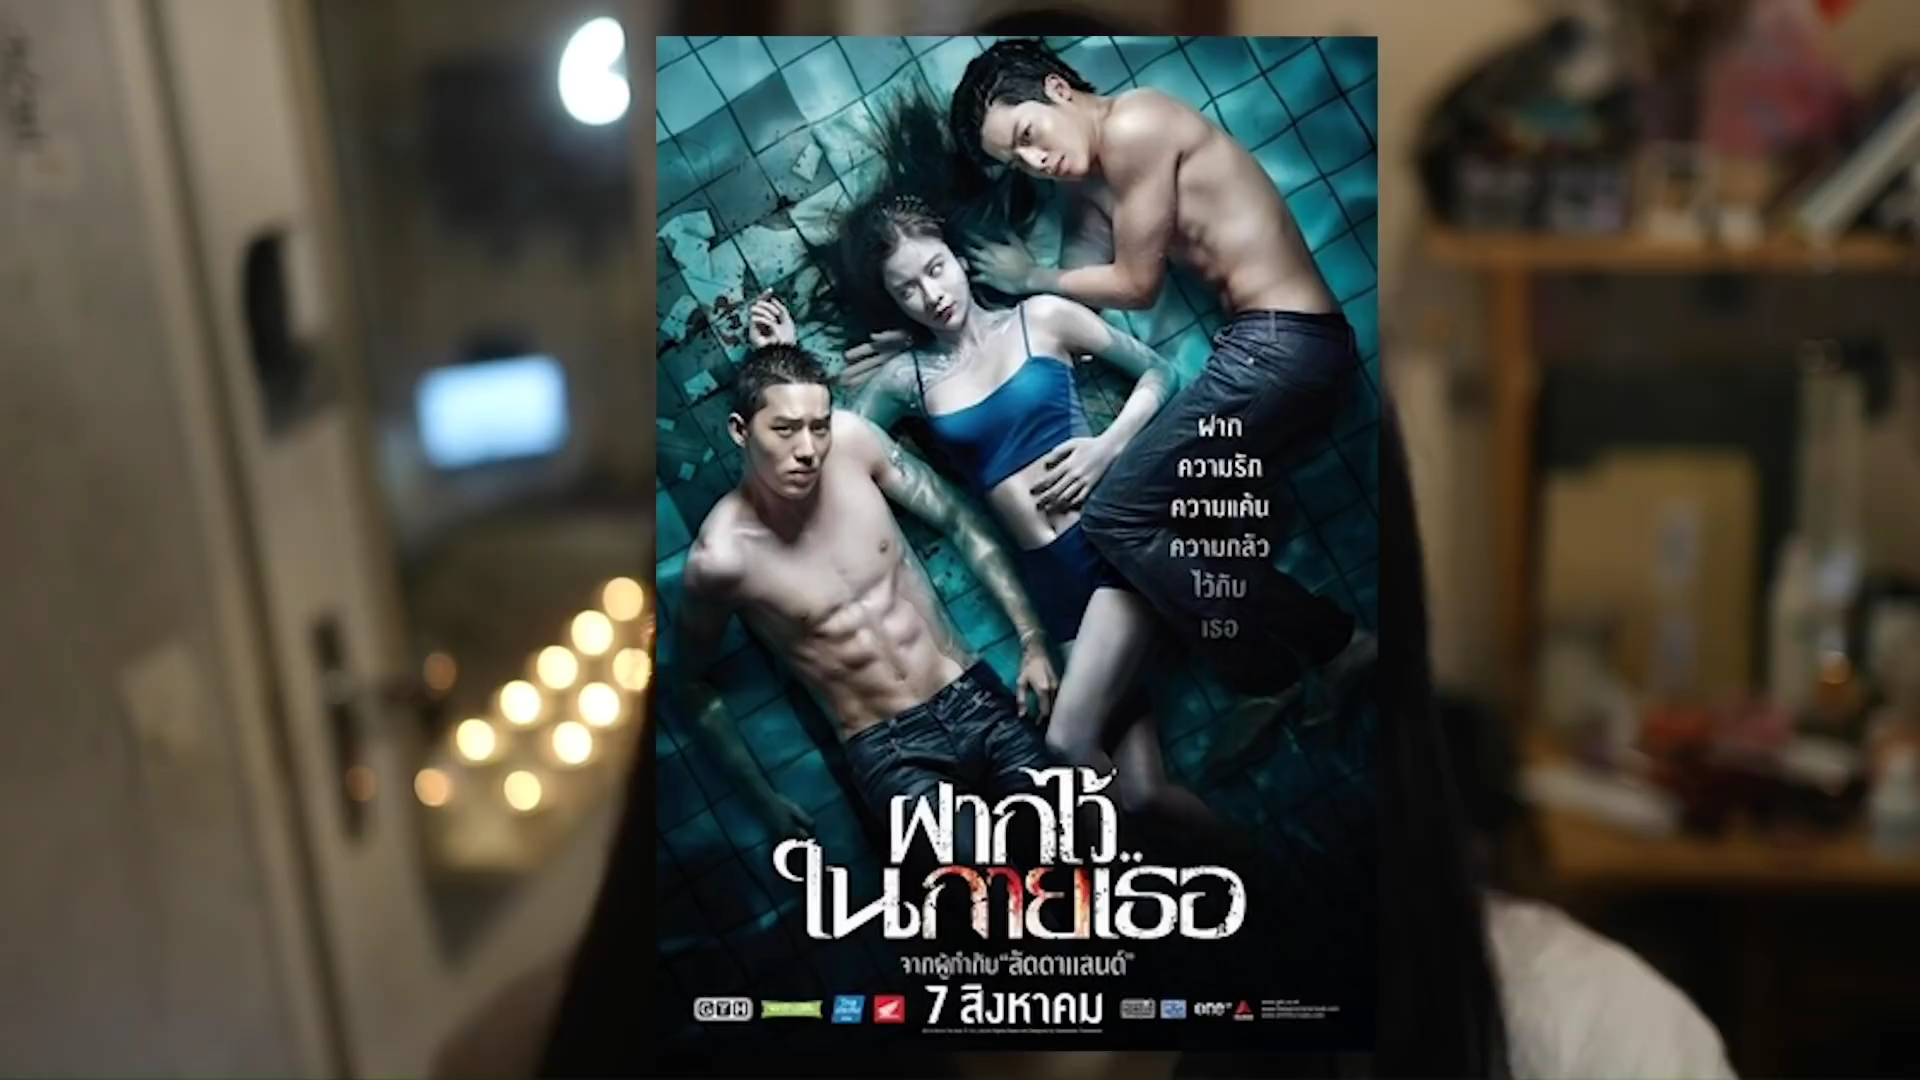 ฝาก
ความรัก
ความแค้น
ความกลัว
ไว้กับ
เธอ
ฝากไว้..
ในกายเธอ
จากผู้กำกับ "ลัดดาแลนด์"
GTH
7 สิงหาคม
one